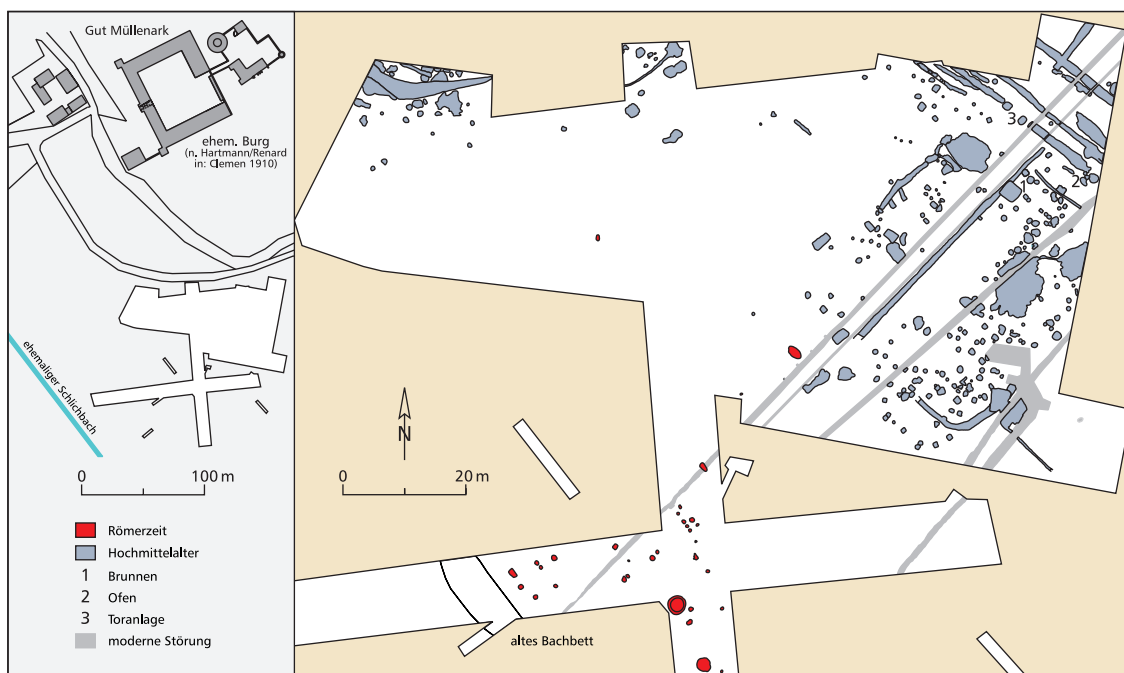 Gut Müllenark
ehem. Burg
(n. Hartmann/Renard
in: Clemen 1910)
ehemaliger Schlichbach
0 100 m
Römerzeit
Hochmittelalter
1 Brunnen
2 Ofen
3 Toranlage
moderne Störung
3
1
2
N
0 20 m
altes Bachbett